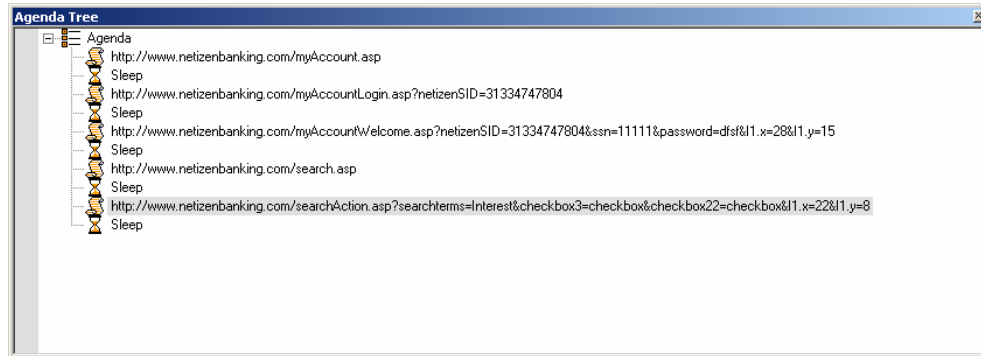 Agenda Tree
Agenda
http://www.netizenbanking.com/myAccount.asp
Sleep
http://www.netizenbanking.com/myAccountLogin.asp?netizenSID=31334747804
Sleep
http://www.netizenbanking.com/myAccountWelcome.asp?netizenSID=31334747804&ssn=11111&password=dfsf&I1.x=28&I1.y=15
Sleep
http://www.netizenbanking.com/search.asp
Sleep
http://www.netizenbanking.com/searchAction.asp?searchterms=Interest&checkbox3=checkbox&checkbox22=checkbox&I1.x=22&I1.y=8
Sleep